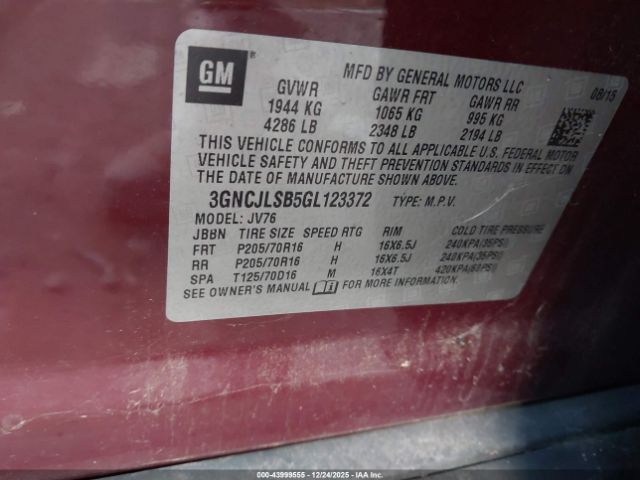 GM
MFD BY GENERAL MOTORS LLC
08/15
GVWR GAWR FRT GAWR RR
1944 KG 1065 KG 995 KG
4286 LB 2348 LB 2194 LB
THIS VEHICLE CONFORMS TO ALL APPLICABLE U.S. FEDERAL MOTOR
VEHICLE SAFETY AND THEFT PREVENTION STANDARDS IN EFFECT ON
THE DATE OF MANUFACTURE SHOWN ABOVE.
3GNCJLSB5GL123372 TYPE: M.P.V.
MODEL: JV76
JBBN TIRE SIZE SPEED RTG RIM COLD TIRE PRESSURE
FRT P205/70R16 H 16X6.5J 240KPA(35PSI)
RR P205/70R16 H 16X6.5J 240KPA(35PSI)
SPA T125/70D16 M 16X4T 420KPA(60PSI)
SEE OWNER'S MANUAL FOR MORE INFORMATION.
000-43999555 • 12/24/2025 • IAA Inc.